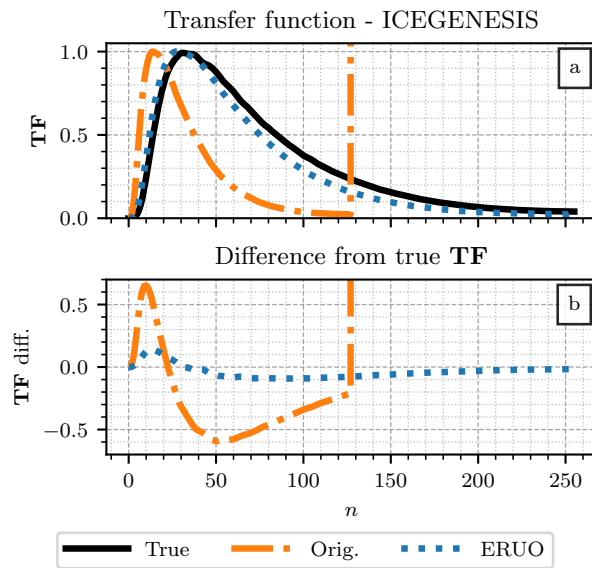 Transfer function - ICEGENESIS
a
1.0
0.5
0.0
TF
Difference from true TF
b
0.5
0.0
−0.5
TF diff.
0 50 100 150 200 250
n
True Orig. ERUO